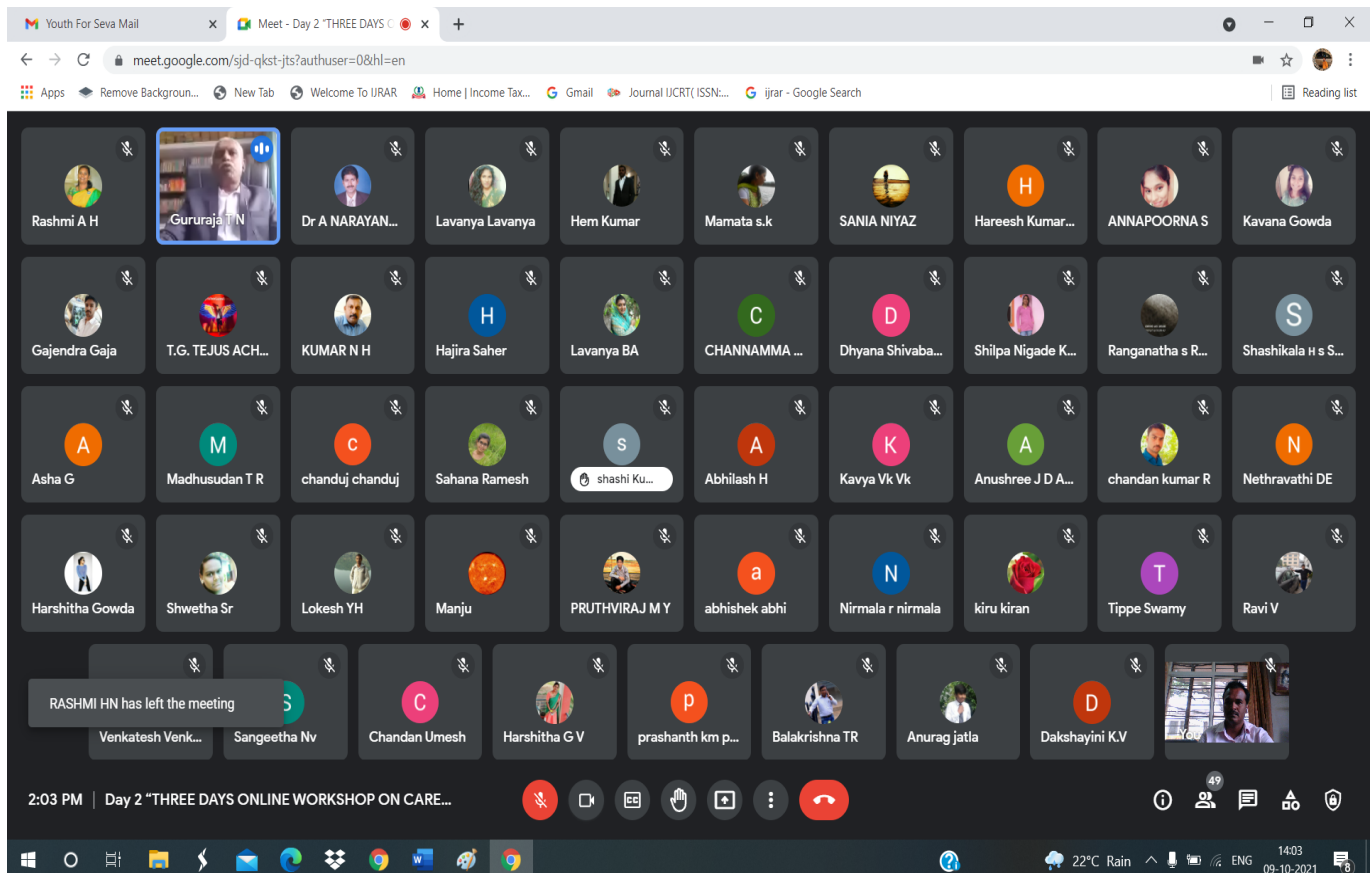 Youth For Seva Mail
Meet - Day 2 "THREE DAYS O
meet.google.com/sjd-qkst-jts?authuser=0&hl=en
Apps Remove Backgroun... New Tab Welcome To IJRAR Home | Income Tax... Gmail Journal IJCRT( ISSN:... ijrar - Google Search Reading list
Rashmi A H Gururaja T N Dr A NARAYAN... Lavanya Lavanya Hem Kumar Mamata s.k SANIA NIYAZ H Hareesh Kumar... ANNAPOORNA S Kavana Gowda
Gajendra Gaja T.G. TEJUS ACH... KUMAR N H H Hajira Saher Lavanya BA C CHANNAMMA ... D Dhyana Shivaba... Shilpa Nigade K... Ranganatha s R... S Shashikala H s S...
A Asha G M Madhusudan T R c chanduj chanduj Sahana Ramesh s shashi Ku... A Abhilash H K Kavya Vk Vk A Anushree J D A... chandan kumar R N Nethravathi DE
Harshitha Gowda Shwetha Sr Lokesh YH Manju PRUTHVIRAJ M Y a abhishek abhi N Nirmala r nirmala kiru kiran T Tippe Swamy Ravi V
RASHMI HN has left the meeting
Venkatesh Venk... S Sangeetha Nv C Chandan Umesh Harshitha G V p prashanth km p... Balakrishna TR Anurag jatla D Dakshayini K.V You
2:03 PM | Day 2 “THREE DAYS ONLINE WORKSHOP ON CARE... CC 49
22°C Rain ENG 14:03
09-10-2021 8